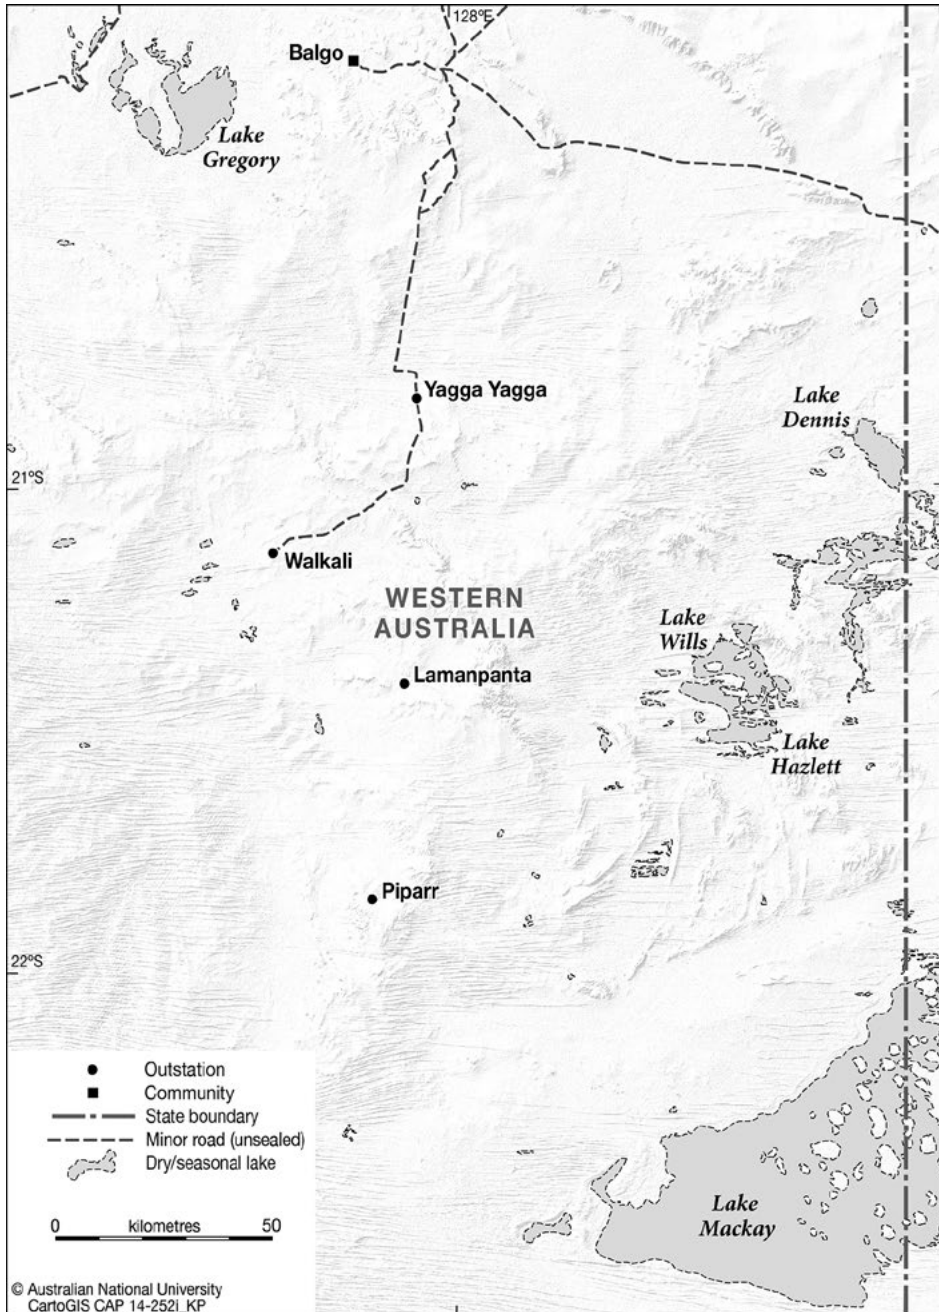 128°E
Balgo
Lake
Gregory
Yagga Yagga
Lake
Dennis
21°S
Walkali
WESTERN
AUSTRALIA
Lake
Wills
Lamanpanta
Lake
Hazlett
Piparr
22°S
Outstation
Community
State boundary
Minor road (unsealed)
Dry/seasonal lake
0 kilometres 50
Lake
Mackay
© Australian National University
CartoGIS CAP 14-252i_KP